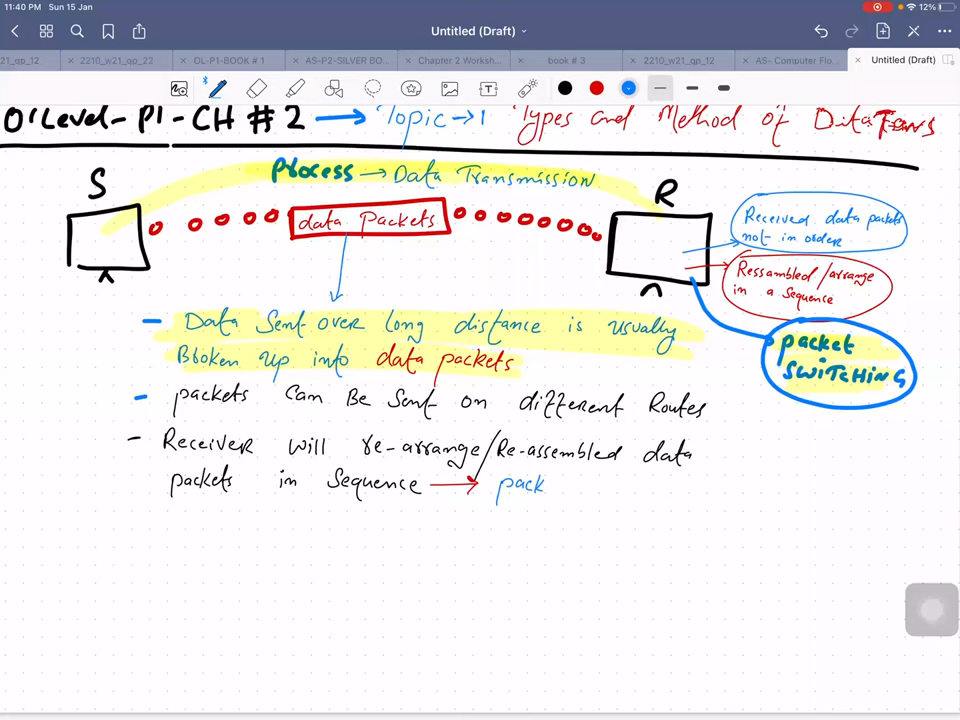 11:40 PM Sun 15 Jan
12%
Untitled (Draft)
21_qp_12
2210_w21_qp_22
OL-P1-BOOK # 1
AS-P2-SILVER BO...
Chapter 2 Worksh...
book # 3
2210_w21_qp_12
AS- Computer Flo...
Untitled (Draft)
O'Level-P1-CH # 2 → Topic → 1 Types and Method of Data Trans
Process → Data Transmission
S
R
data Packets
Received data packets
not in order
Ressambled/arrange
in a Sequence
packet
SWITCHING
- Data Sent over long distance is usually
Broken up into data packets
- packets Can Be Sent on different Routes
- Receiver will re-arrange/Re-assembled data
packets in Sequence → pack